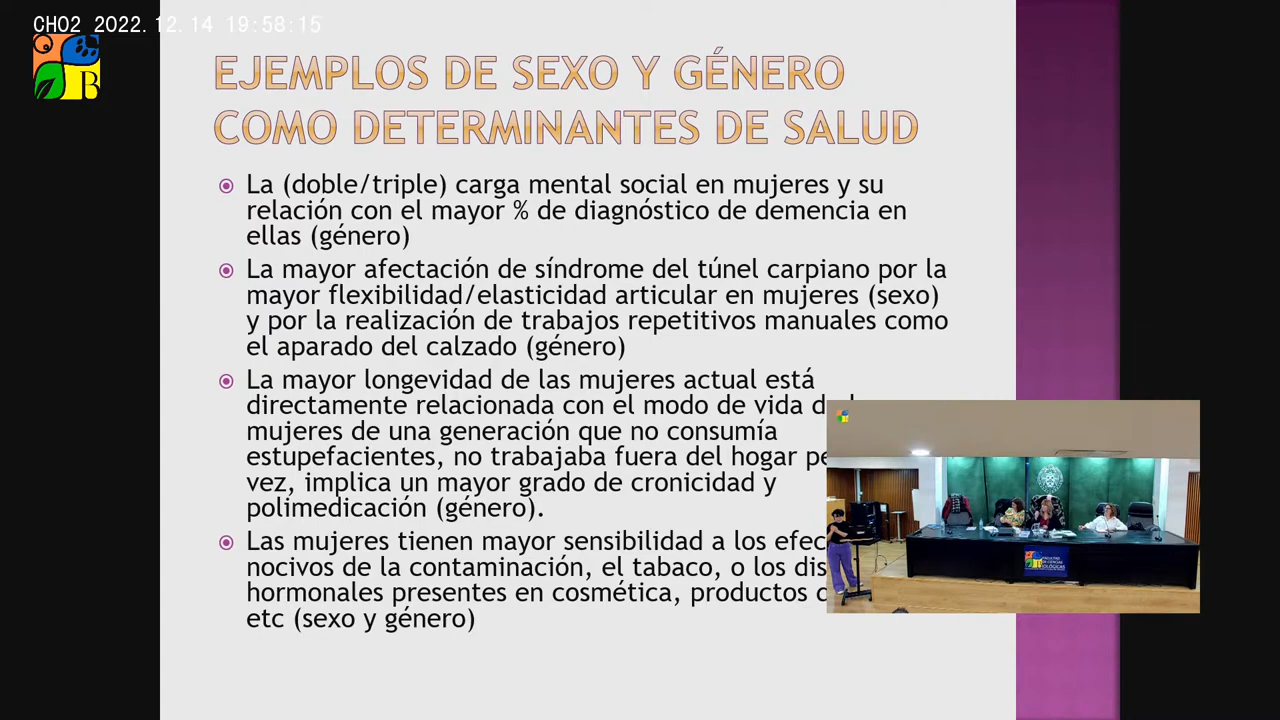 CH02 2022.12.14 19:58:15
B
EJEMPLOS DE SEXO Y GÉNERO
COMO DETERMINANTES DE SALUD
La (doble/triple) carga mental social en mujeres y su
relación con el mayor % de diagnóstico de demencia en
ellas (género)
La mayor afectación de síndrome del túnel carpiano por la
mayor flexibilidad/elasticidad articular en mujeres (sexo)
y por la realización de trabajos repetitivos manuales como
el aparado del calzado (género)
La mayor longevidad de las mujeres actual está
directamente relacionada con el modo de vida
mujeres de una generación que no consumía
estupefacientes, no trabajaba fuera del hogar
vez, implica un mayor grado de cronicidad y
polimedicación (género).
Las mujeres tienen mayor sensibilidad a los
nocivos de la contaminación, el tabaco, o los
hormonales presentes en cosmética, productos
etc (sexo y género)
FACULTAD
DE CIENCIAS
BIOLÓGICAS